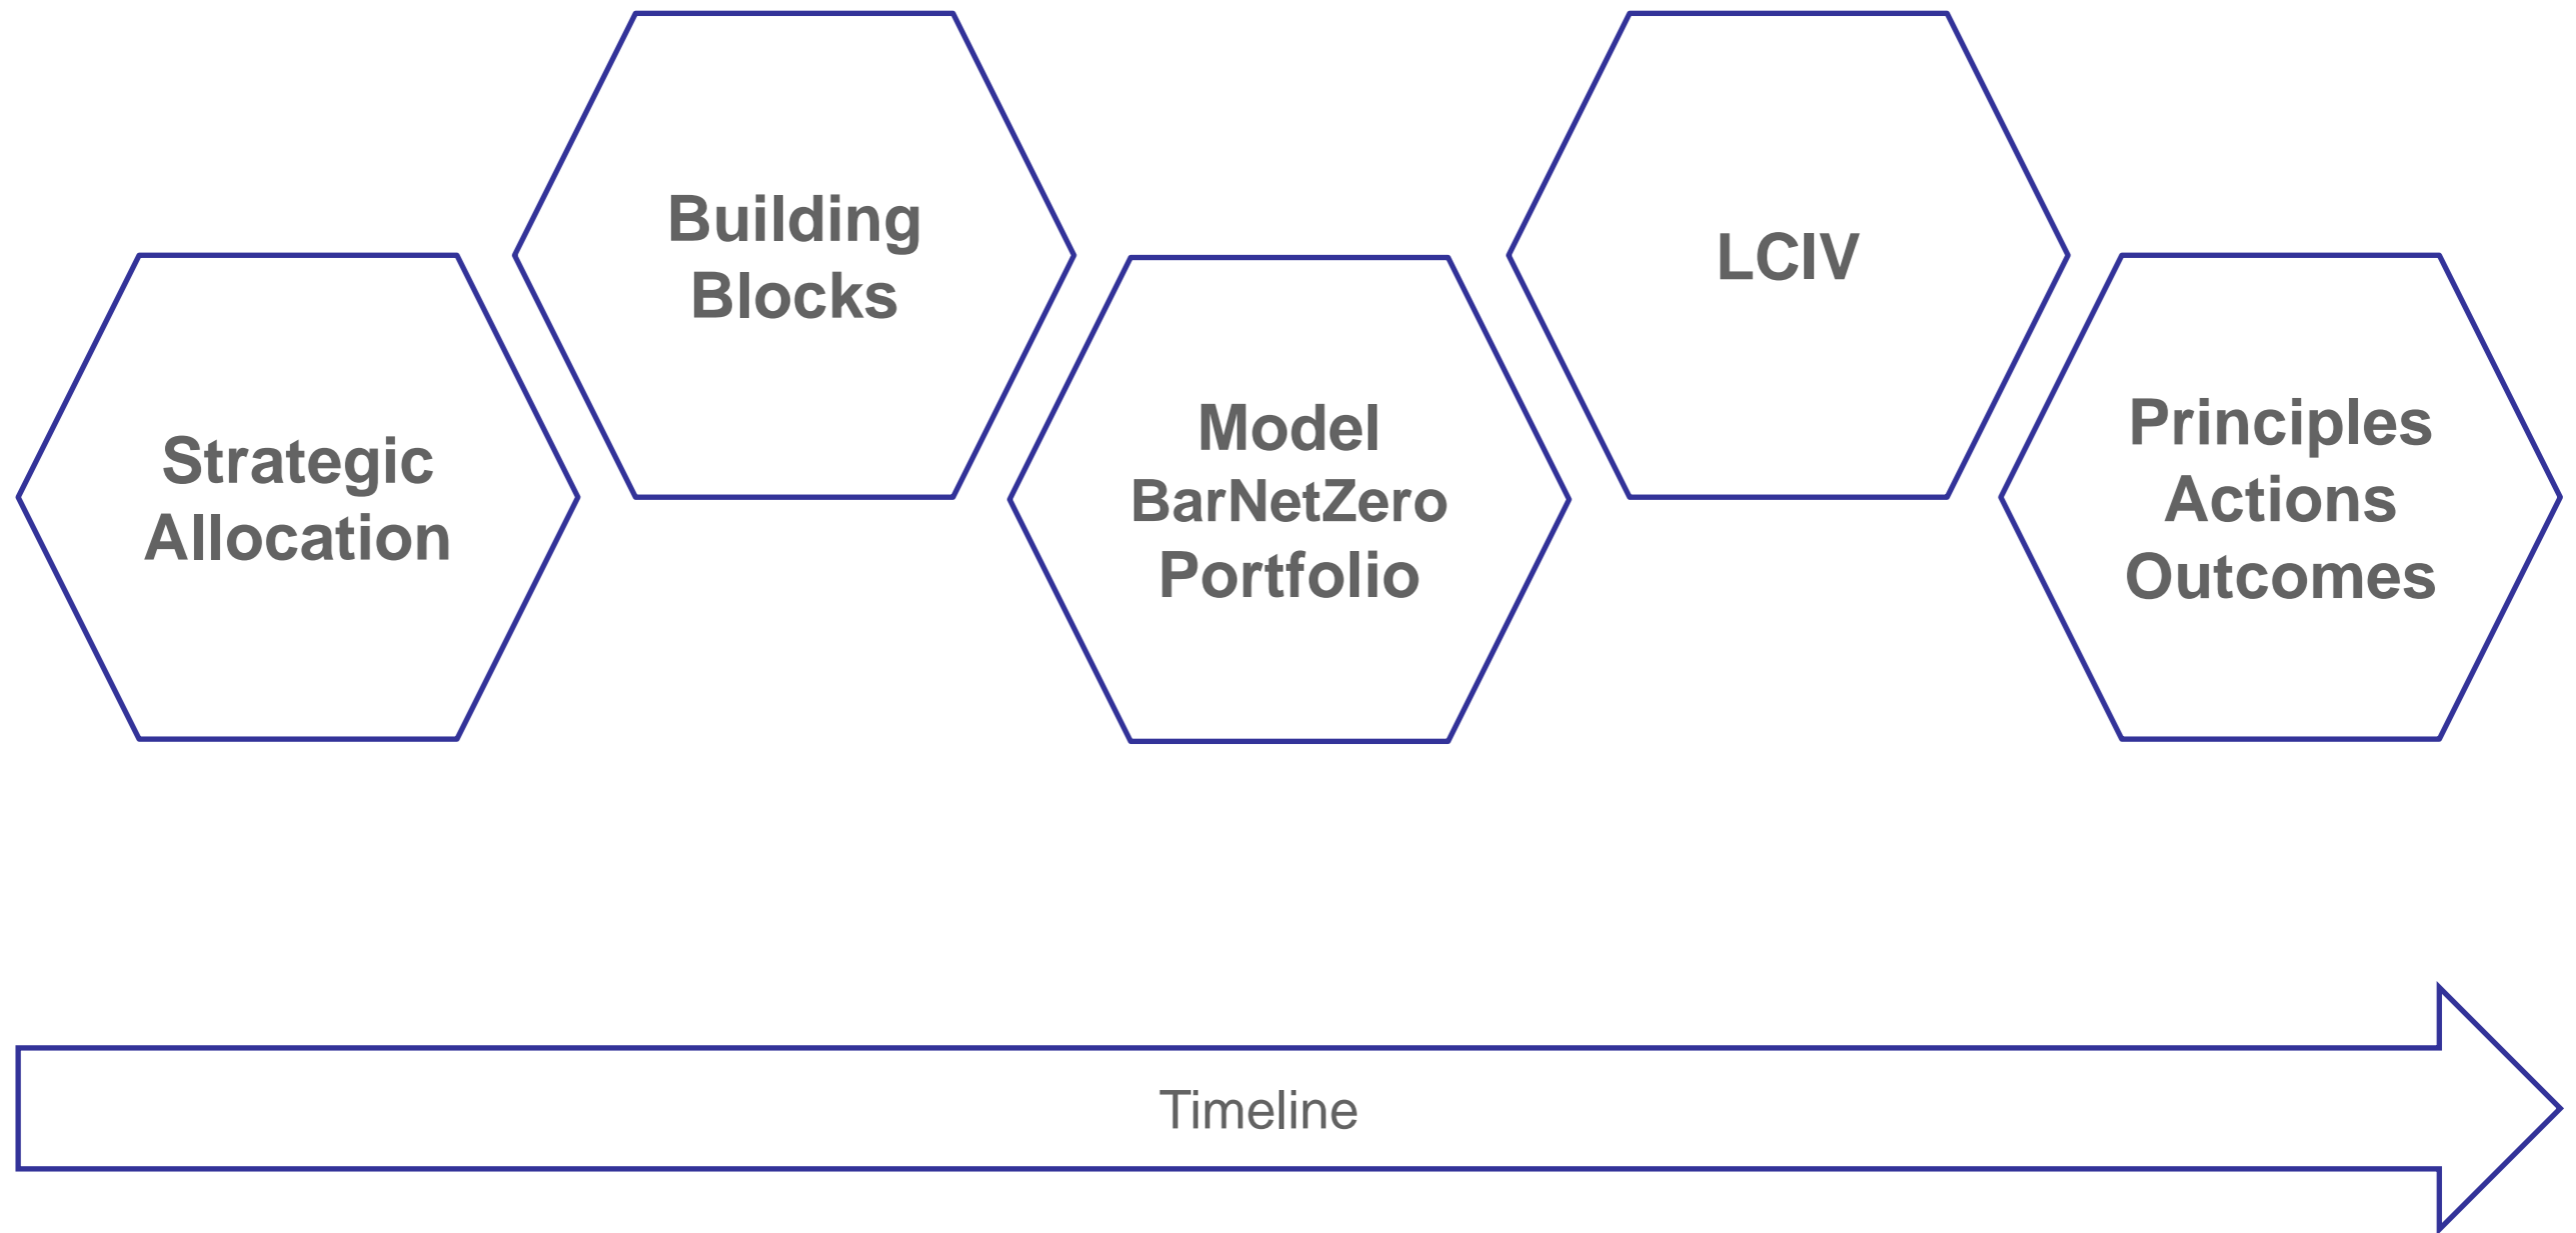 Strategic
Allocation
Building
Blocks
Model
BarNetZero
Portfolio
LCIV
Principles
Actions
Outcomes
Timeline